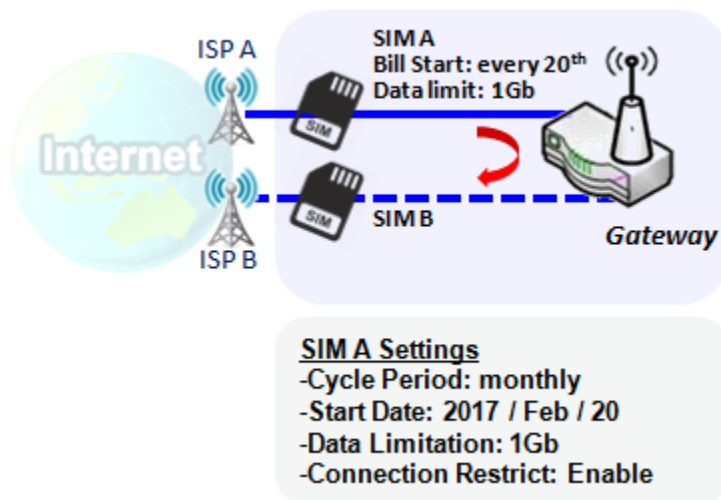 ISP A
SIM A
Bill Start: every 20th
Data limit: 1Gb
SIM
Internet
SIM
SIM B
Gateway
ISP B
SIM A Settings
-Cycle Period: monthly
-Start Date: 2017 / Feb / 20
-Data Limitation: 1Gb
-Connection Restrict: Enable